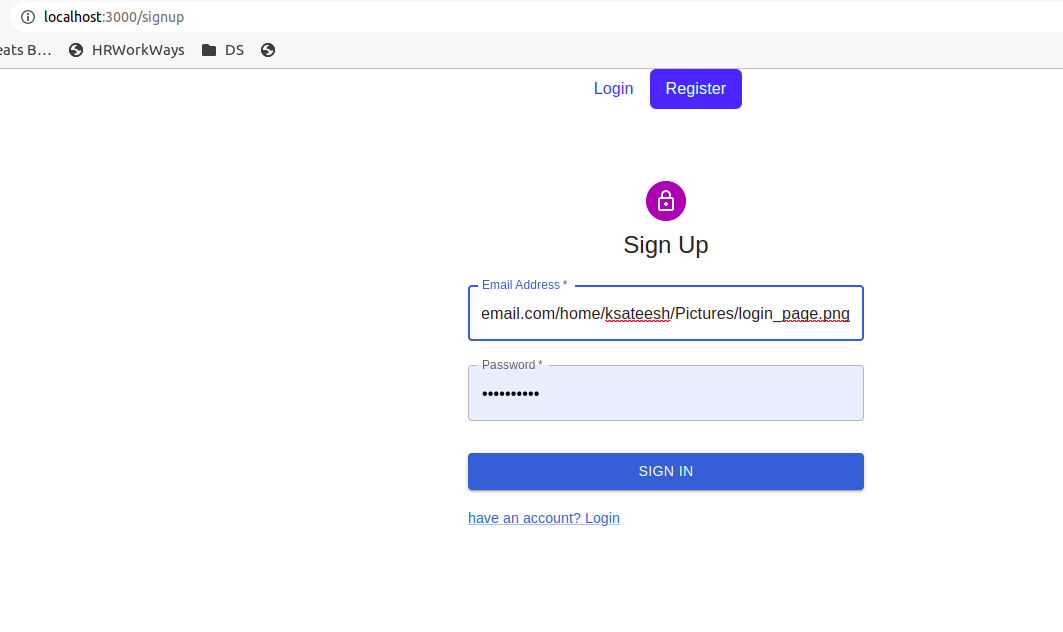 localhost:3000/signup
eats B... HRWorkWays DS
Login Register
Sign Up
Email Address *
email.com/home/ksateesh/Pictures/login_page.png
Password *
••••••••••
SIGN IN
have an account? Login